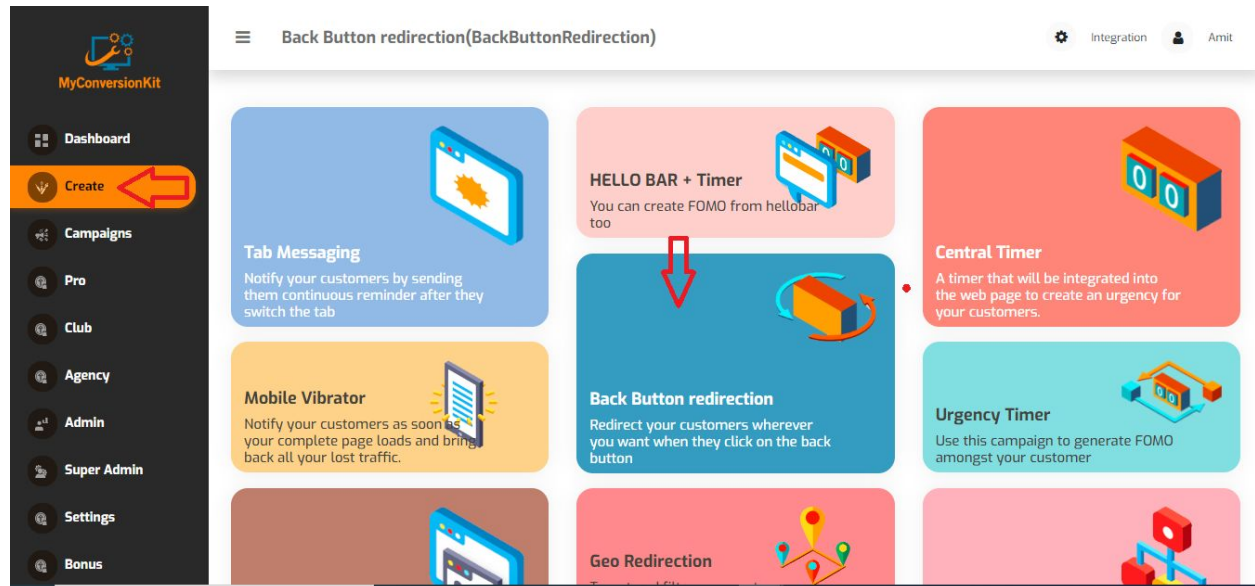 MyConversionKit
Dashboard
Create
Campaigns
Pro
Club
Agency
Admin
Super Admin
Settings
Bonus
Back Button redirection(BackButtonRedirection)
Integration
Amit
Tab Messaging
Notify your customers by sending
them continuous reminder after they
switch the tab
HELLO BAR + Timer
You can create FOMO from hellobar
too
Central Timer
A timer that will be integrated into
the web page to create an urgency for
your customers.
Mobile Vibrator
Notify your customers as soon as
your complete page loads and bring
back all your lost traffic.
Back Button redirection
Redirect your customers wherever
you want when they click on the back
button
Urgency Timer
Use this campaign to generate FOMO
amongst your customer
Geo Redirection